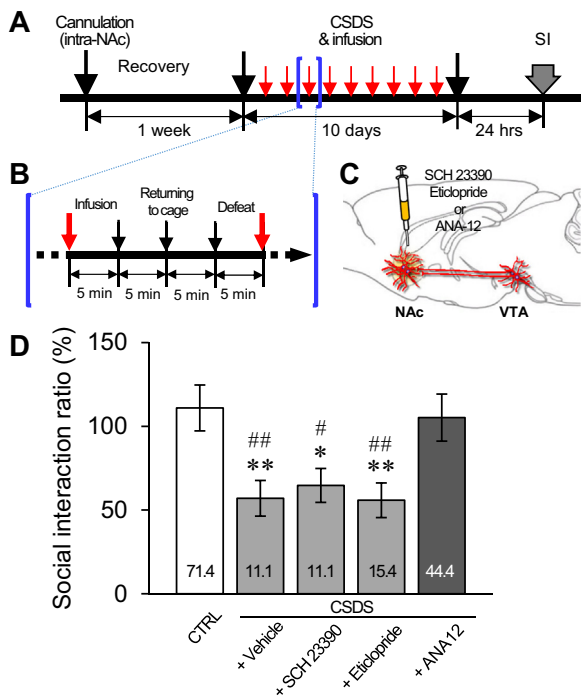 A
Cannulation
(intra-NAc)
Recovery
CSDS
& infusion
SI
1 week
10 days
24 hrs
B
Infusion
Returning
to cage
Defeat
5 min
5 min
5 min
5 min
C
SCH 23390
Eticlopride
or
ANA-12
NAc
VTA
D
Social interaction ratio (%)
150
100
50
0
##
**
#
*
##
**
71.4
11.1
11.1
15.4
44.4
CTRL
+ Vehicle
+ SCH 23390
+ Eticlopride
+ ANA12
CSDS